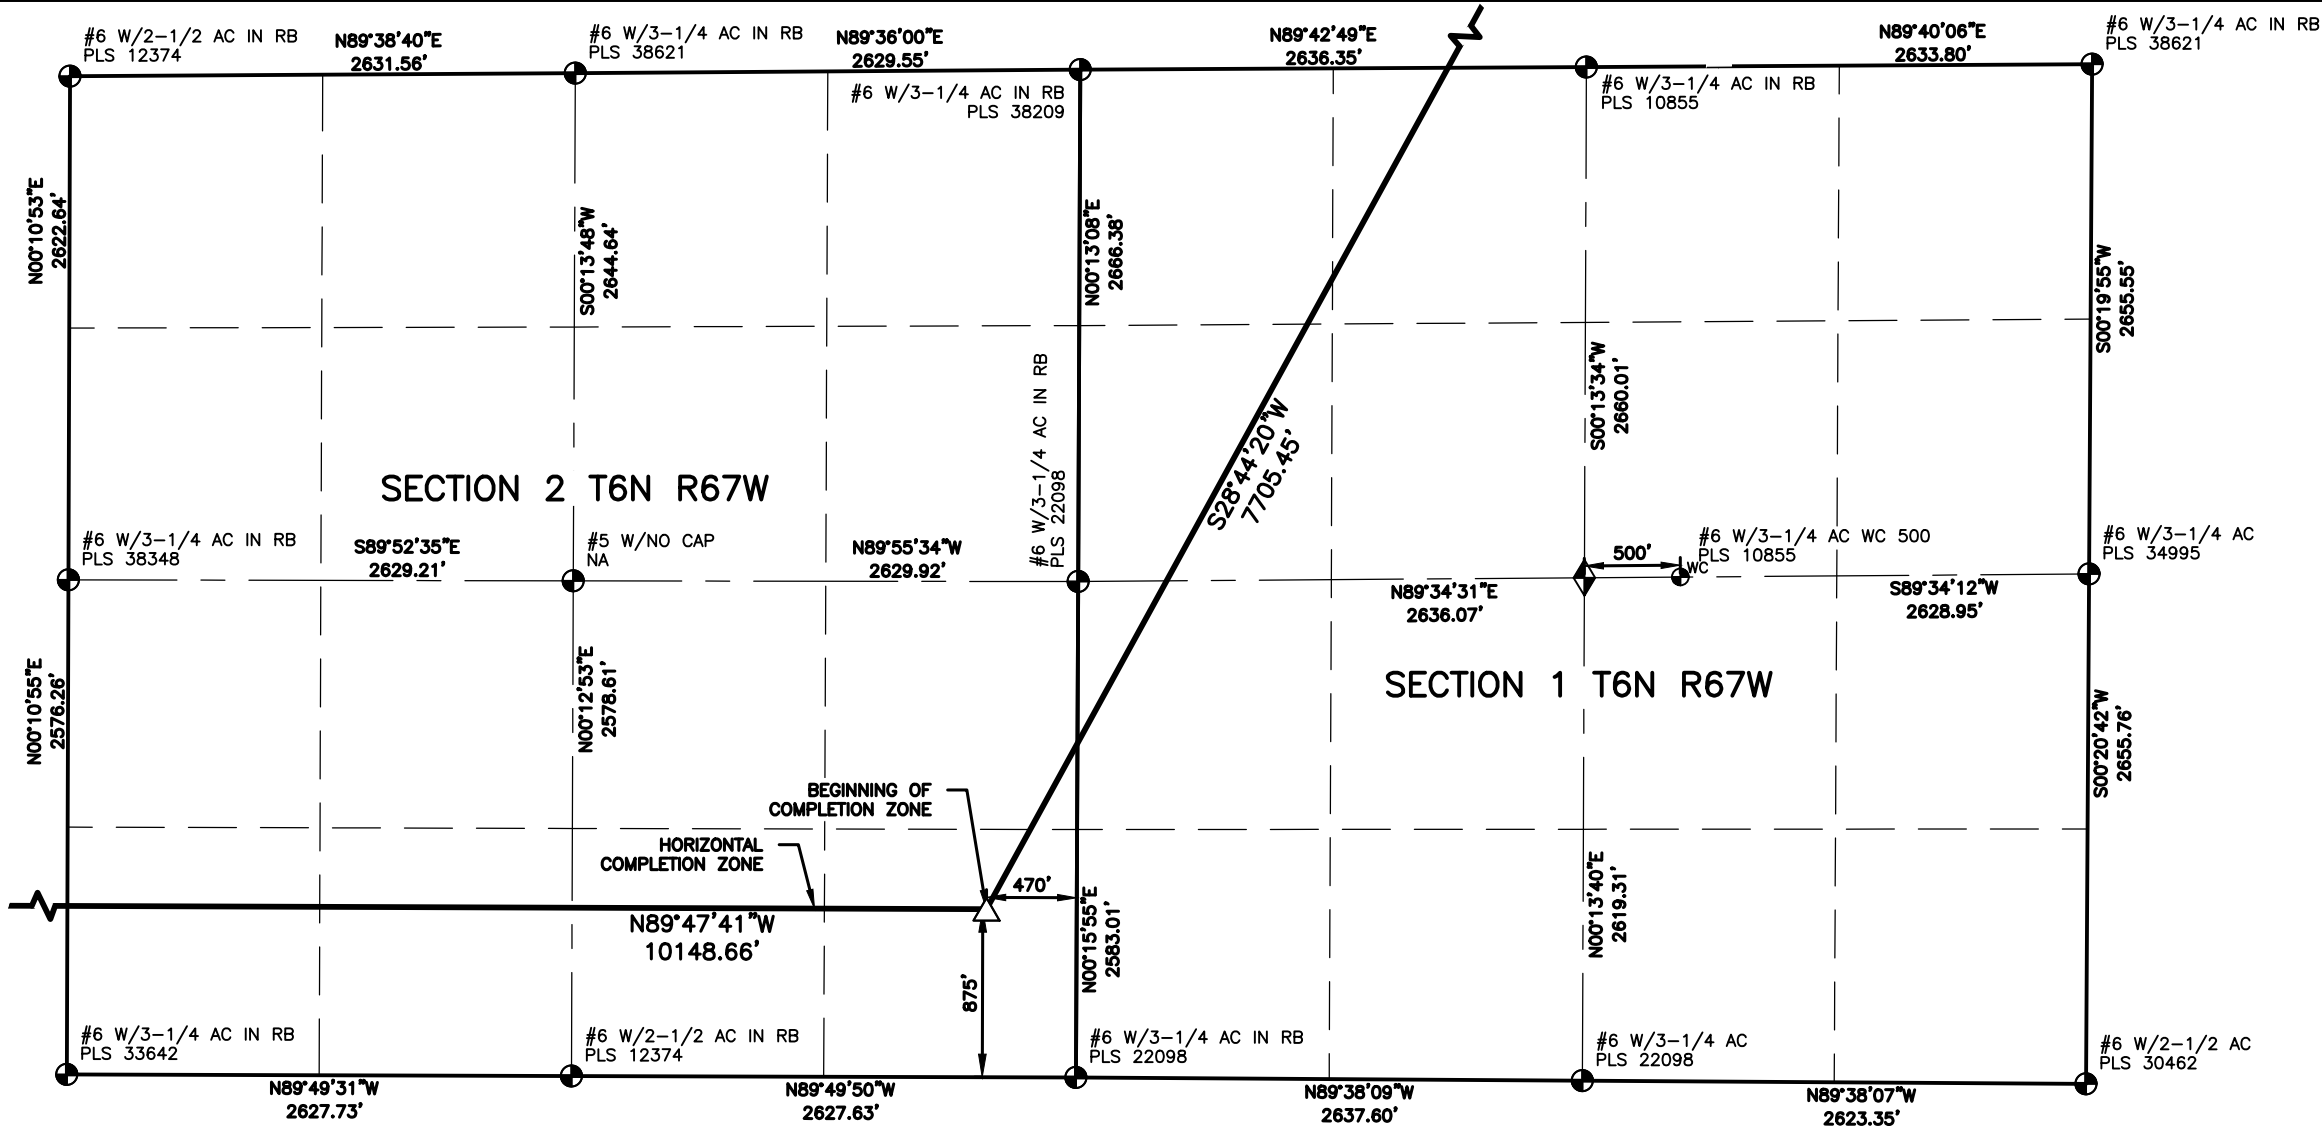 #6 W/2-1/2 AC IN RB
PLS 12374
N89°38'40"E
2631.56'
#6 W/3-1/4 AC IN RB
PLS 38621
N89°36'00"E
2629.55'
#6 W/3-1/4 AC IN RB
PLS 38209
N89°42'49"E
2636.35'
#6 W/3-1/4 AC IN RB
PLS 10855
N89°40'06"E
2633.80'
#6 W/3-1/4 AC IN RB
PLS 38621
N00°10'53"E
2622.64'
S00°13'48"W
2644.64'
N00°13'08"E
2666.38'
S28°44'20"W
7705.45'
S00°13'34"W
2660.01'
S00°19'55"W
2655.55'
SECTION 2 T6N R67W
#6 W/3-1/4 AC IN RB
PLS 22098
#6 W/3-1/4 AC IN RB
PLS 38348
S89°52'35"E
2629.21'
#5 W/NO CAP
NA
N89°55'34"W
2629.92'
N89°34'31"E
2636.07'
500'
WC
#6 W/3-1/4 AC WC 500
PLS 10855
S89°34'12"W
2628.95'
#6 W/3-1/4 AC
PLS 34995
SECTION 1 T6N R67W
N00°10'55"E
2576.26'
N00°12'53"E
2578.61'
S00°20'42"W
2655.76'
BEGINNING OF
COMPLETION ZONE
HORIZONTAL
COMPLETION ZONE
470'
N89°47'41"W
10148.66'
875'
N00°15'55"E
2583.01'
N00°13'40"E
2619.31'
#6 W/3-1/4 AC IN RB
PLS 33642
#6 W/2-1/2 AC IN RB
PLS 12374
#6 W/3-1/4 AC IN RB
PLS 22098
#6 W/3-1/4 AC
PLS 22098
#6 W/2-1/2 AC
PLS 30462
N89°49'31"W
2627.73'
N89°49'50"W
2627.63'
N89°38'09"W
2637.60'
N89°38'07"W
2623.35'